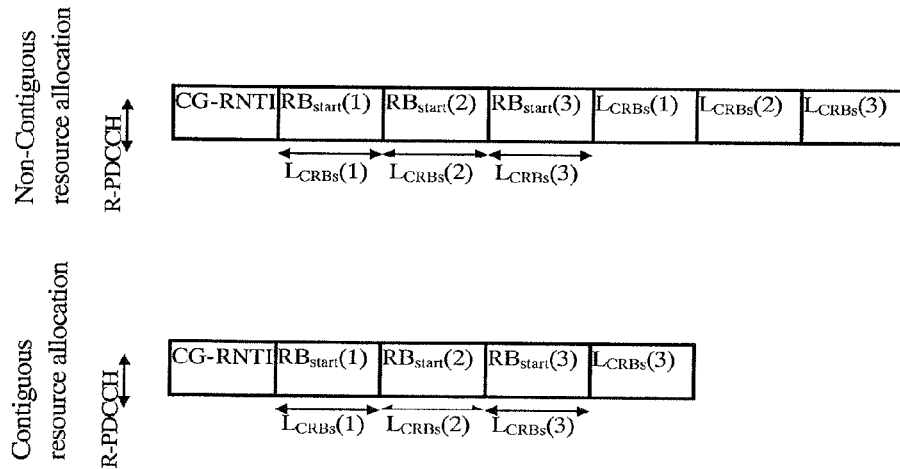 Non-Contiguous
resource allocation
R-PDCCH
CG-RNTI RBstart(1) RBstart(2) RBstart(3) LCRBs(1) LCRBs(2) LCRBs(3)
LCRBs(1) LCRBs(2) LCRBs(3)
Contiguous
resource allocation
R-PDCCH
CG-RNTI RBstart(1) RBstart(2) RBstart(3) LCRBs(3)
LCRBs(1) LCRBs(2) LCRBs(3)